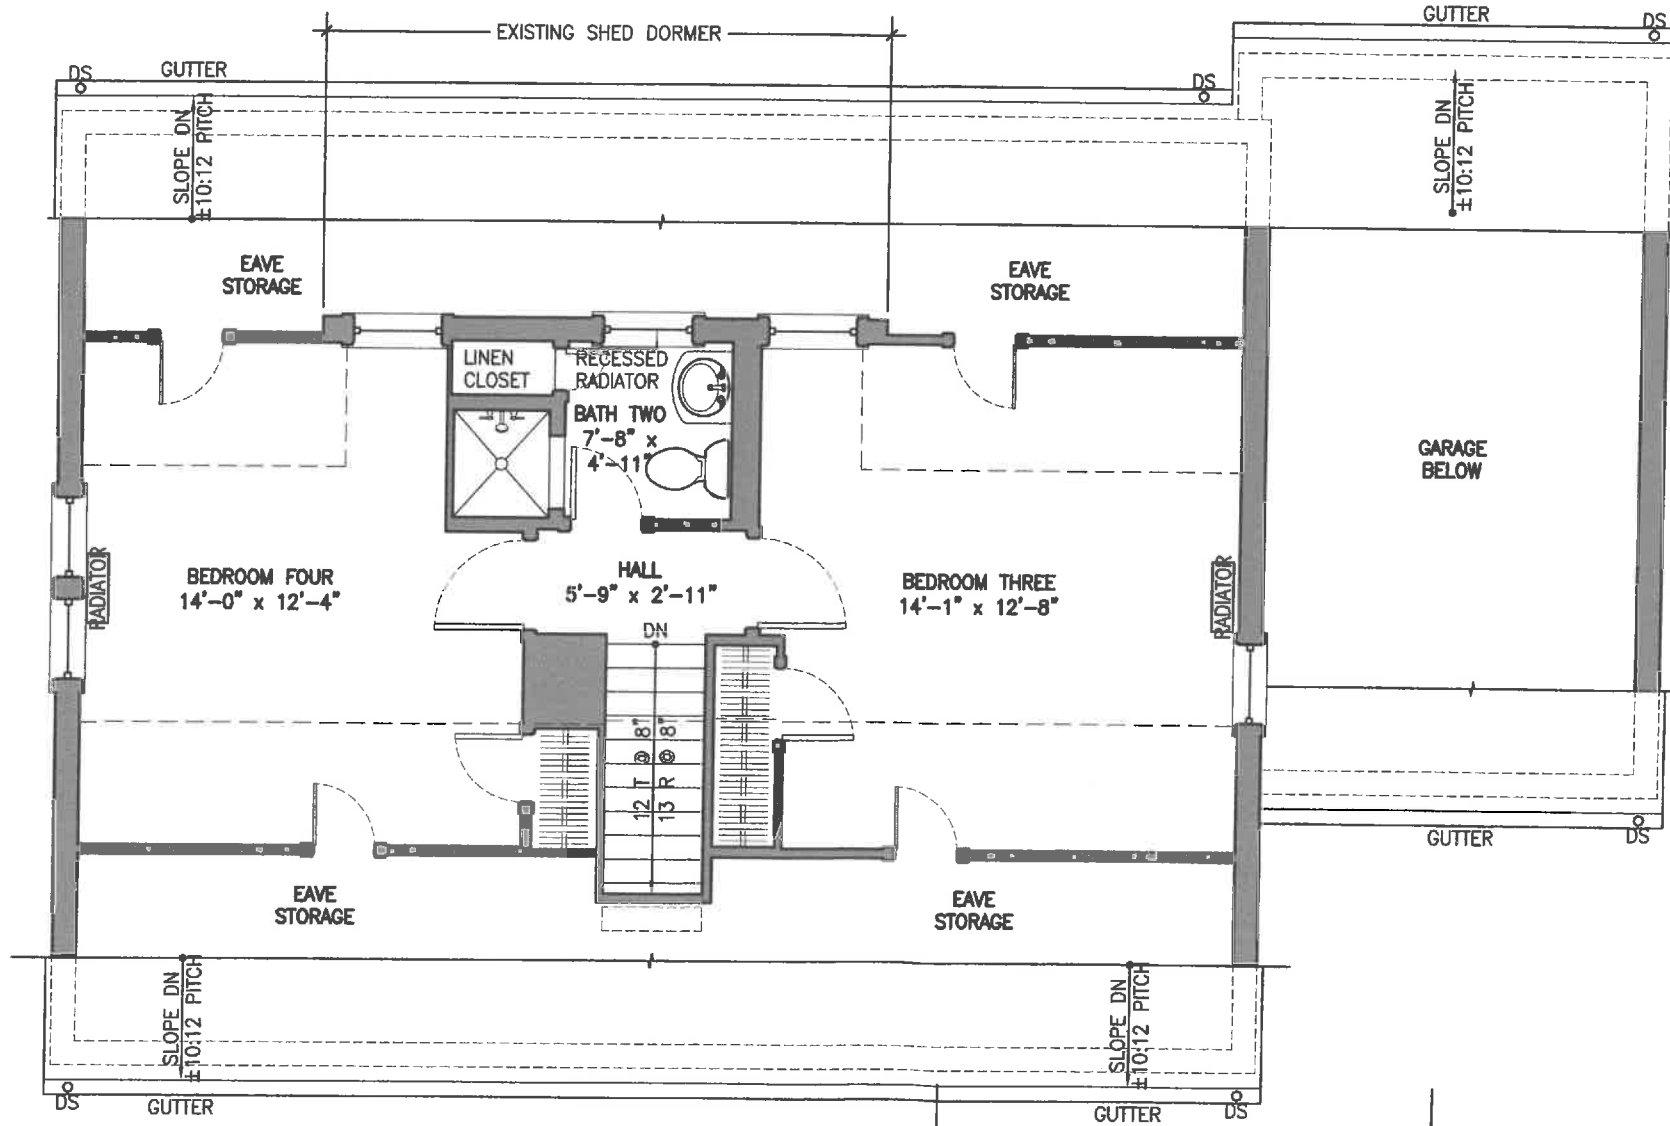 GUTTER
DS
EXISTING SHED DORMER
DS
GUTTER
DS
SLOPE DN
±10:12 PITCH
SLOPE DN
±10:12 PITCH
EAVE
STORAGE
EAVE
STORAGE
LINEN
CLOSET
RECESSED
RADIATOR
BATH TWO
7'-8" x
4'-11"
GARAGE
BELOW
RADIATOR
BEDROOM FOUR
14'-0" x 12'-4"
HALL
5'-9" x 2'-11"
BEDROOM THREE
14'-1" x 12'-8"
RADIATOR
DN
12 T @ 8"
13 R @ 8"
GUTTER
DS
EAVE
STORAGE
EAVE
STORAGE
SLOPE DN
±10:12 PITCH
SLOPE DN
±10:12 PITCH
DS
GUTTER
GUTTER
DS